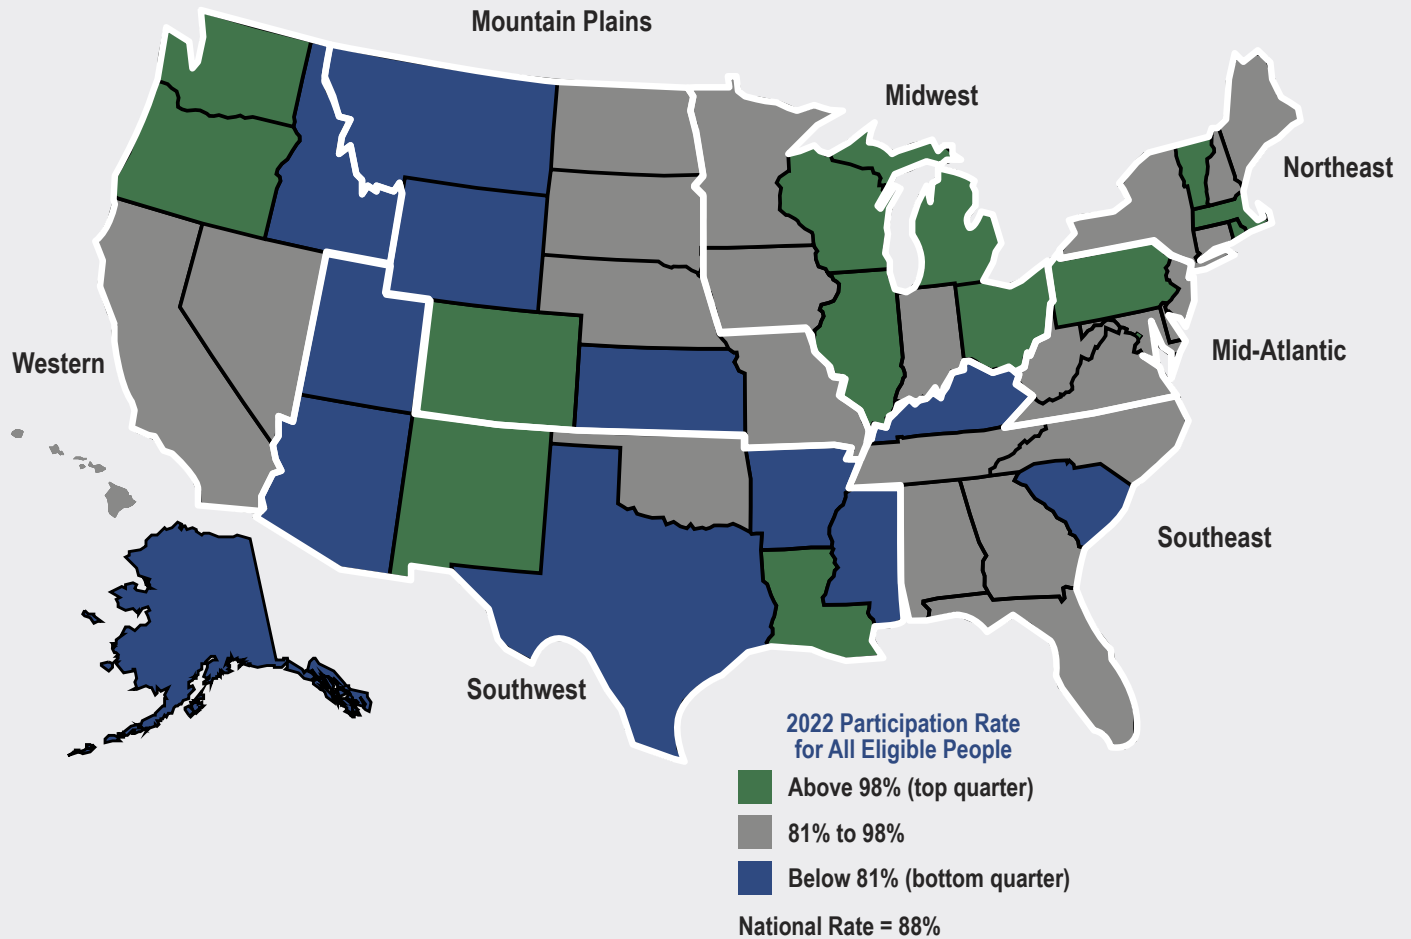 Mountain Plains
Midwest
Northeast
Western
Mid-Atlantic
Southeast
Southwest
2022 Participation Rate
for All Eligible People
Above 98% (top quarter)
81% to 98%
Below 81% (bottom quarter)
National Rate = 88%